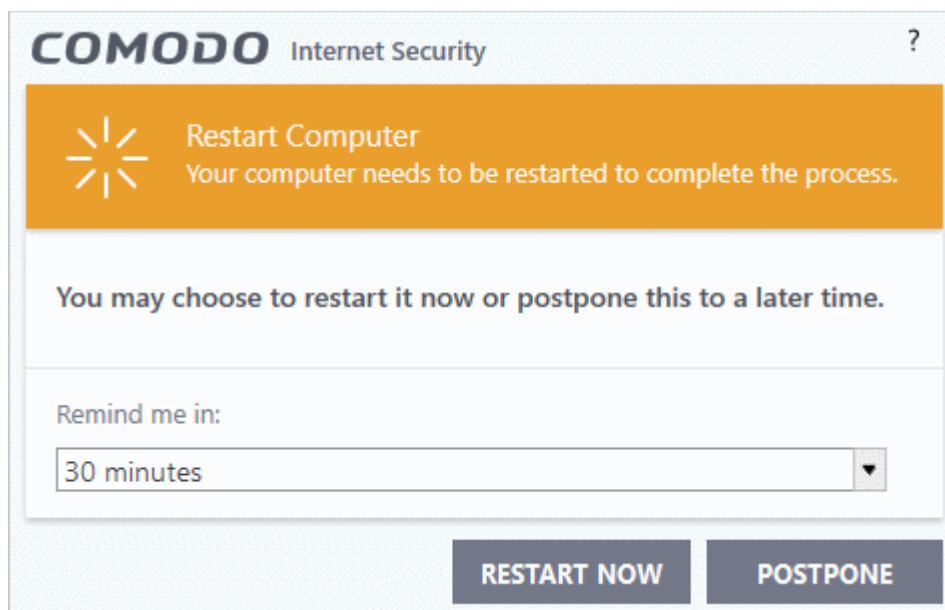 COMODO Internet Security ?
Restart Computer
Your computer needs to be restarted to complete the process.
You may choose to restart it now or postpone this to a later time.
Remind me in:
30 minutes
RESTART NOW POSTPONE